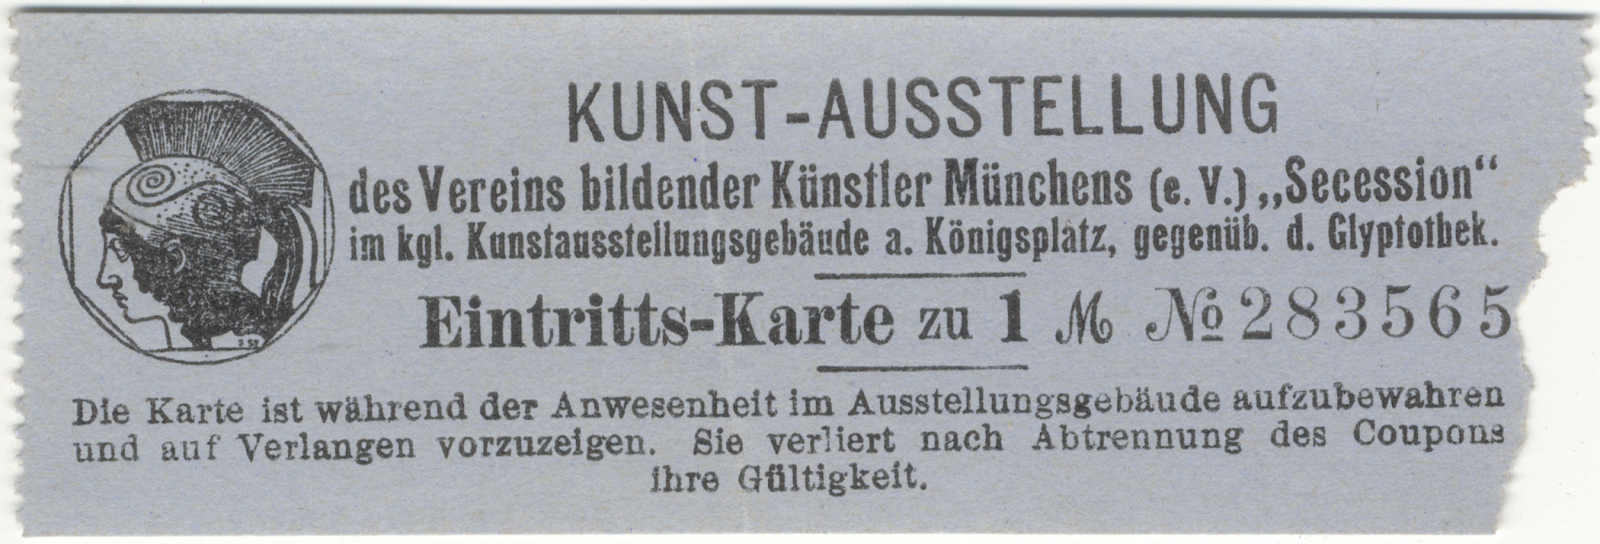 KUNST-AUSSTELLUNG
des Vereins bildender Künstler Münchens (e. V.) „Secession“
im kgl. Kunstausstellungsgebäude a. Königsplatz, gegenüb. d. Glyptothek.
Eintritts-Karte zu 1 M No 283565
Die Karte ist während der Anwesenheit im Ausstellungsgebäude aufzubewahren
und auf Verlangen vorzuzeigen. Sie verliert nach Abtrennung des Coupons
ihre Gültigkeit.